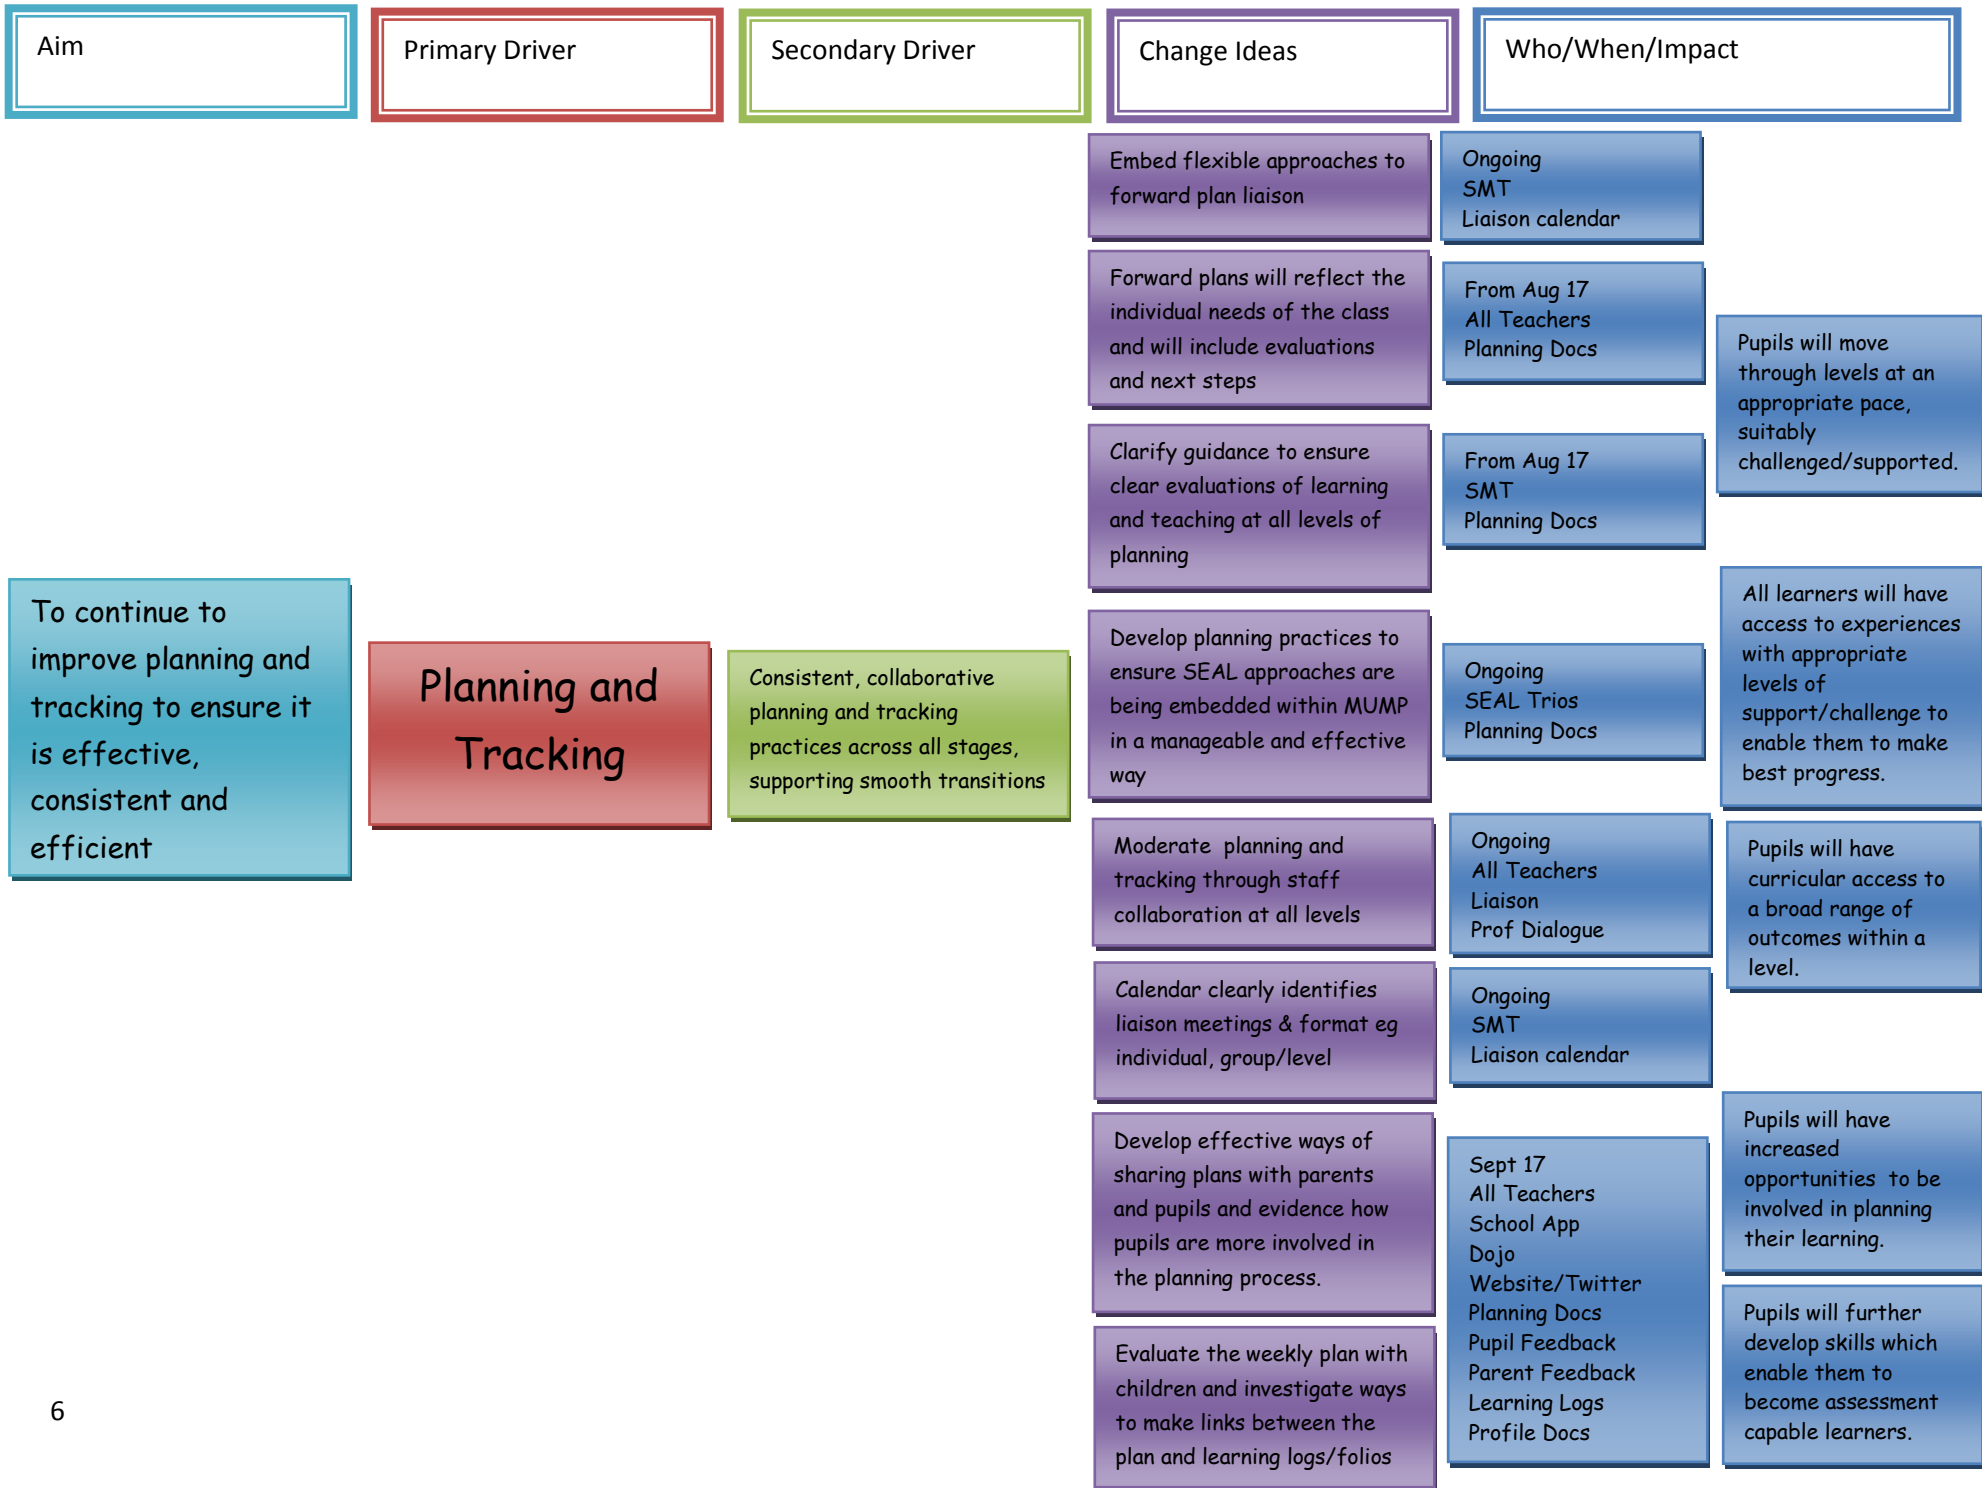 Aim
Primary Driver
Secondary Driver
Change Ideas
Who/When/Impact
To continue to
improve planning and
tracking to ensure it
is effective,
consistent and
efficient
Planning and
Tracking
Consistent, collaborative
planning and tracking
practices across all stages,
supporting smooth transitions
Embed flexible approaches to
forward plan liaison
Ongoing
SMT
Liaison calendar
Forward plans will reflect the
individual needs of the class
and will include evaluations
and next steps
From Aug 17
All Teachers
Planning Docs
Pupils will move
through levels at an
appropriate pace,
suitably
challenged/supported.
Clarify guidance to ensure
clear evaluations of learning
and teaching at all levels of
planning
From Aug 17
SMT
Planning Docs
Develop planning practices to
ensure SEAL approaches are
being embedded within MUMP
in a manageable and effective
way
Ongoing
SEAL Trios
Planning Docs
All learners will have
access to experiences
with appropriate
levels of
support/challenge to
enable them to make
best progress.
Moderate  planning and
tracking through staff
collaboration at all levels
Ongoing
All Teachers
Liaison
Prof Dialogue
Pupils will have
curricular access to
a broad range of
outcomes within a
level.
Calendar clearly identifies
liaison meetings & format eg
individual, group/level
Ongoing
SMT
Liaison calendar
Develop effective ways of
sharing plans with parents
and pupils and evidence how
pupils are more involved in
the planning process.
Evaluate the weekly plan with
children and investigate ways
to make links between the
plan and learning logs/folios
Sept 17
All Teachers
School App
Dojo
Website/Twitter
Planning Docs
Pupil Feedback
Parent Feedback
Learning Logs
Profile Docs
Pupils will have
increased
opportunities  to be
involved in planning
their learning.
Pupils will further
develop skills which
enable them to
become assessment
capable learners.
6